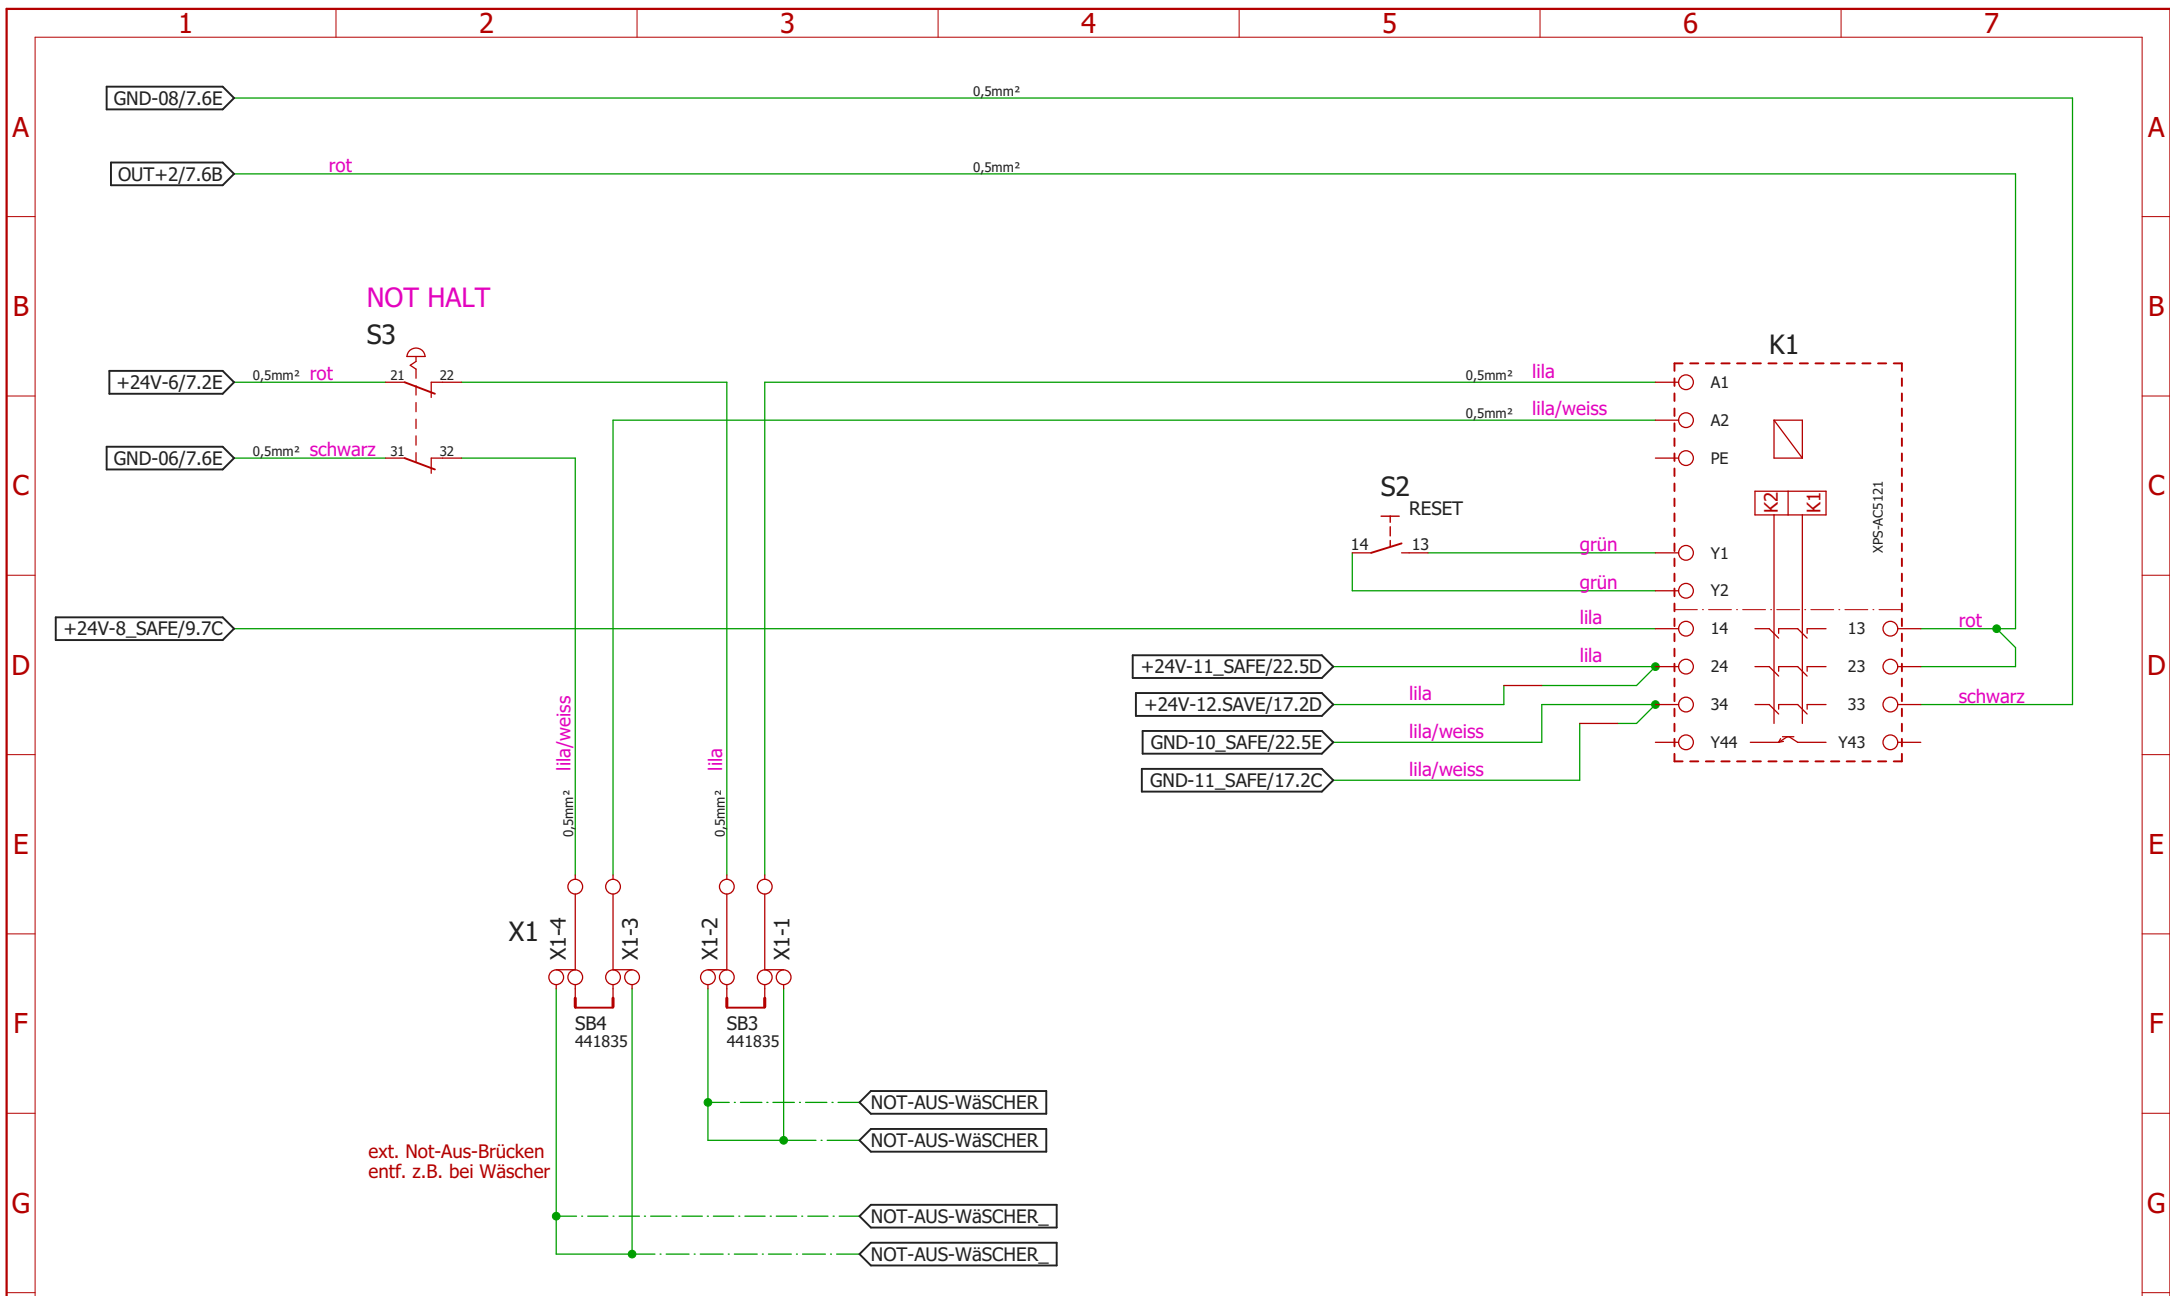 1 2 3 4 5 6 7
GND-08/7.6E 0,5mm²
A A
OUT+2/7.6B rot 0,5mm²
NOT HALT
B B
S3
K1
+24V-6/7.2E 0,5mm² rot 21 22 0,5mm² lila A1
0,5mm² lila/weiss A2
GND-06/7.6E 0,5mm² schwarz 31 32 PE
C C
S2
RESET
K2 K1
XPS-AC5121
14 13 grün Y1
grün Y2
+24V-8_SAFE/9.7C lila 14 13 rot
D D
+24V-11_SAFE/22.5D lila 24 23
+24V-12.SAVE/17.2D lila 34 33 schwarz
GND-10_SAFE/22.5E lila/weiss Y44 Y43
GND-11_SAFE/17.2C lila/weiss
lila/weiss
lila
0,5mm²
0,5mm²
E E
X1 X1-4 X1-3 X1-2 X1-1
F F
SB4 SB3
441835 441835
NOT-AUS-WäSCHER
NOT-AUS-WäSCHER
ext. Not-Aus-Brücken
entf. z.B. bei Wäscher
G G
NOT-AUS-WäSCHER_
NOT-AUS-WäSCHER_